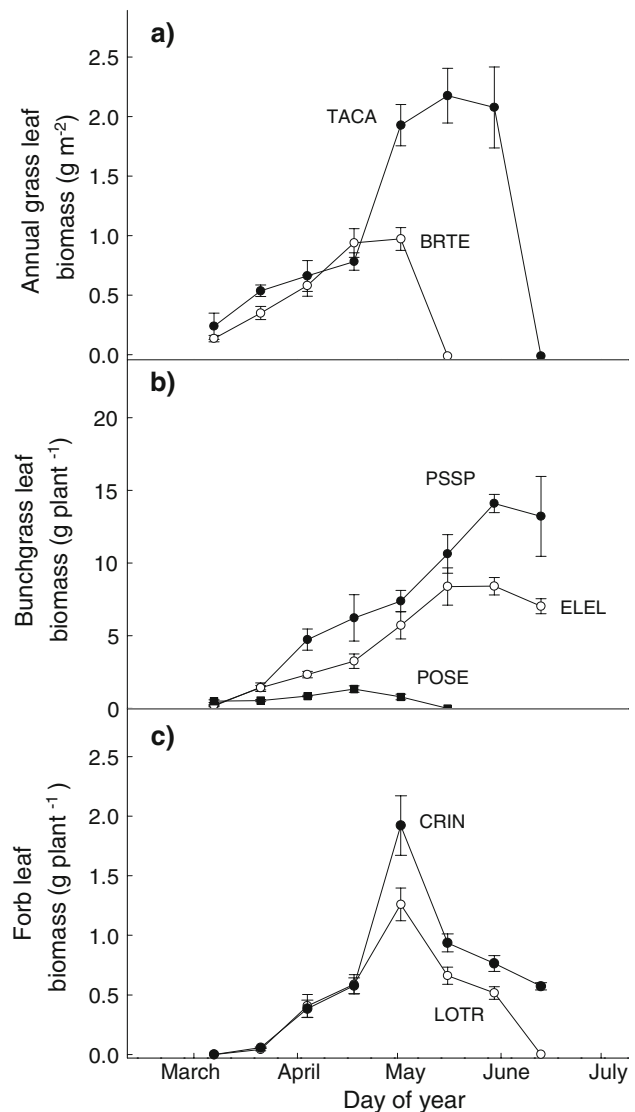 a)
Annual grass leaf
biomass (g m-2)
2.5
2.0
1.5
1.0
0.5
0.0
TACA
BRTE
b)
Bunchgrass leaf
biomass (g plant -1)
20
15
10
5
0
PSSP
ELEL
POSE
c)
Forb leaf
biomass (g plant -1)
2.5
2.0
1.5
1.0
0.5
0.0
CRIN
LOTR
March April May June July
Day of year